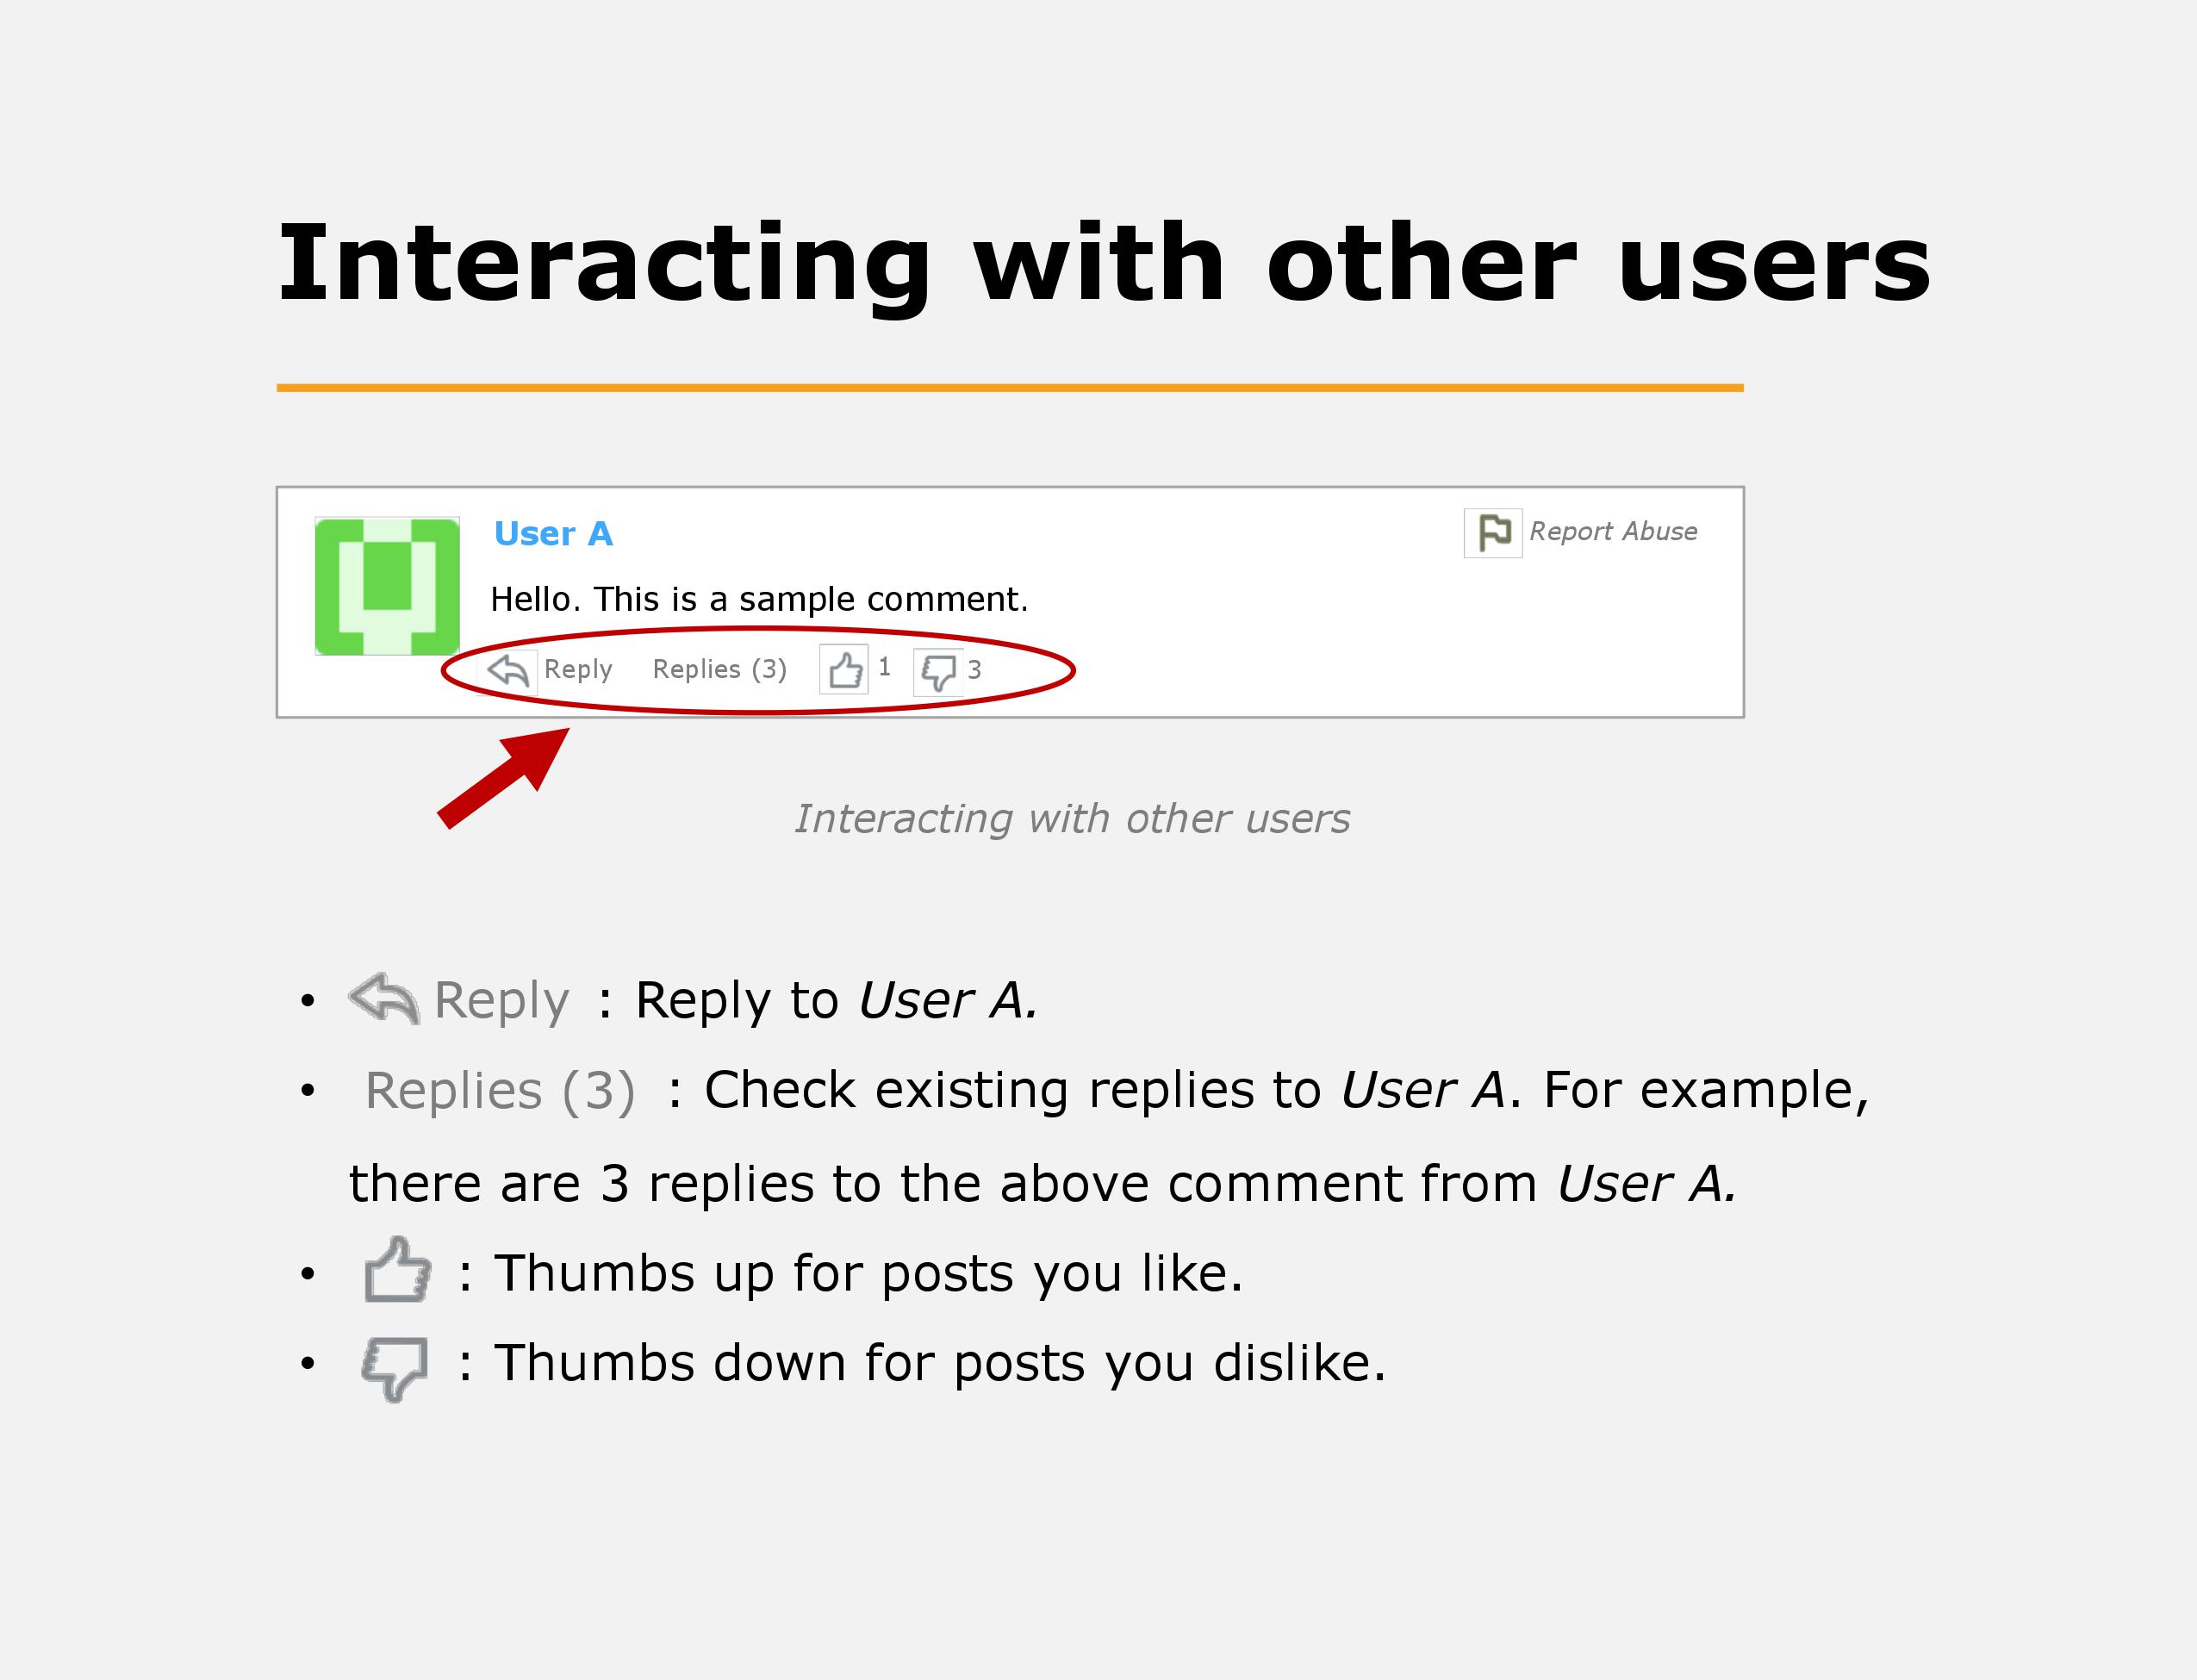 Interacting with other users
User A
Report Abuse
Hello. This is a sample comment.
Reply Replies (3) 1 3
Interacting with other users
• Reply : Reply to User A.
• Replies (3) : Check existing replies to User A. For example,
there are 3 replies to the above comment from User A.
• : Thumbs up for posts you like.
• : Thumbs down for posts you dislike.